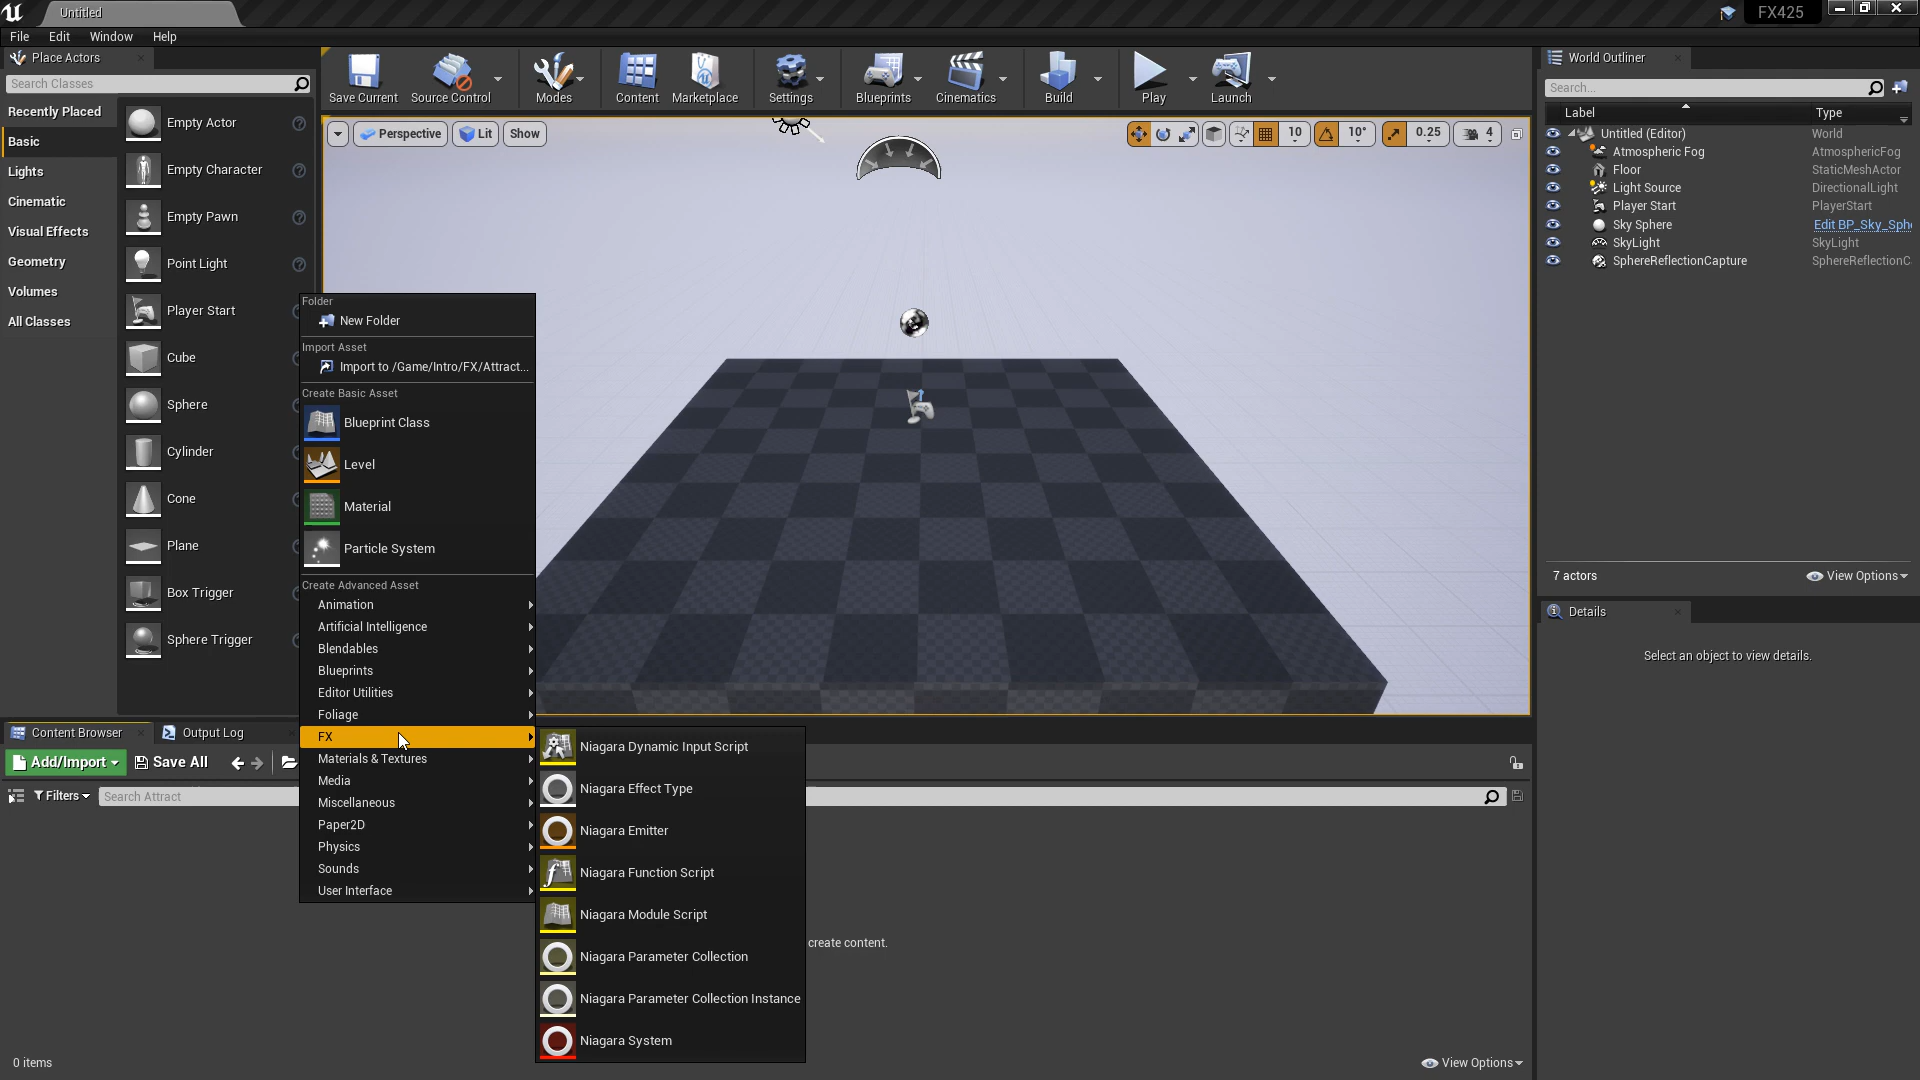 Untitled
FX425
File Edit Window Help
Place Actors
Search Classes
Recently Placed
Basic
Lights
Cinematic
Visual Effects
Geometry
Volumes
All Classes
Empty Actor
Empty Character
Empty Pawn
Point Light
Player Start
Cube
Sphere
Cylinder
Cone
Plane
Box Trigger
Sphere Trigger
Save Current
Source Control
Modes
Content
Marketplace
Settings
Blueprints
Cinematics
Build
Play
Launch
Perspective
Lit
Show
10
10°
0.25
4
World Outliner
Search...
Label Type
Untitled (Editor) World
Atmospheric Fog AtmosphericFog
Floor StaticMeshActor
Light Source DirectionalLight
Player Start PlayerStart
Sky Sphere Edit BP_Sky_Sph
SkyLight SkyLight
SphereReflectionCapture SphereReflectionC
7 actors
View Options
Details
Select an object to view details.
Folder
New Folder
Import Asset
Import to /Game/Intro/FX/Attract...
Create Basic Asset
Blueprint Class
Level
Material
Particle System
Create Advanced Asset
Animation
Artificial Intelligence
Blendables
Blueprints
Editor Utilities
Foliage
FX
Materials & Textures
Media
Miscellaneous
Paper2D
Physics
Sounds
User Interface
Niagara Dynamic Input Script
Niagara Effect Type
Niagara Emitter
Niagara Function Script
Niagara Module Script
Niagara Parameter Collection
Niagara Parameter Collection Instance
Niagara System
Content Browser
Output Log
Add/Import
Save All
Filters
Search Attract
create content.
0 items
View Options